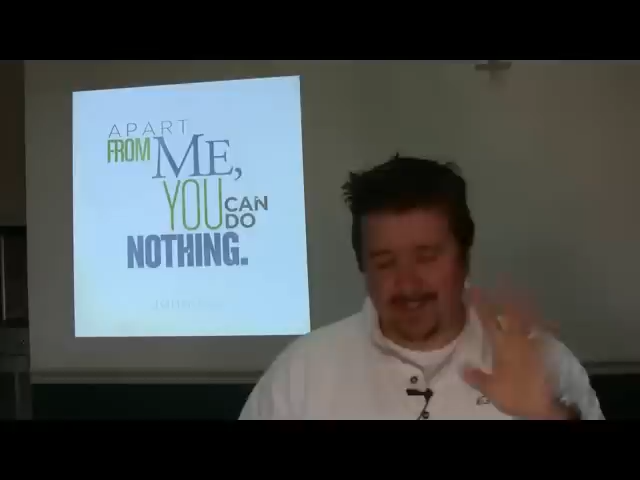 APART
FROM ME,
YOU CAN
DO
NOTHING.